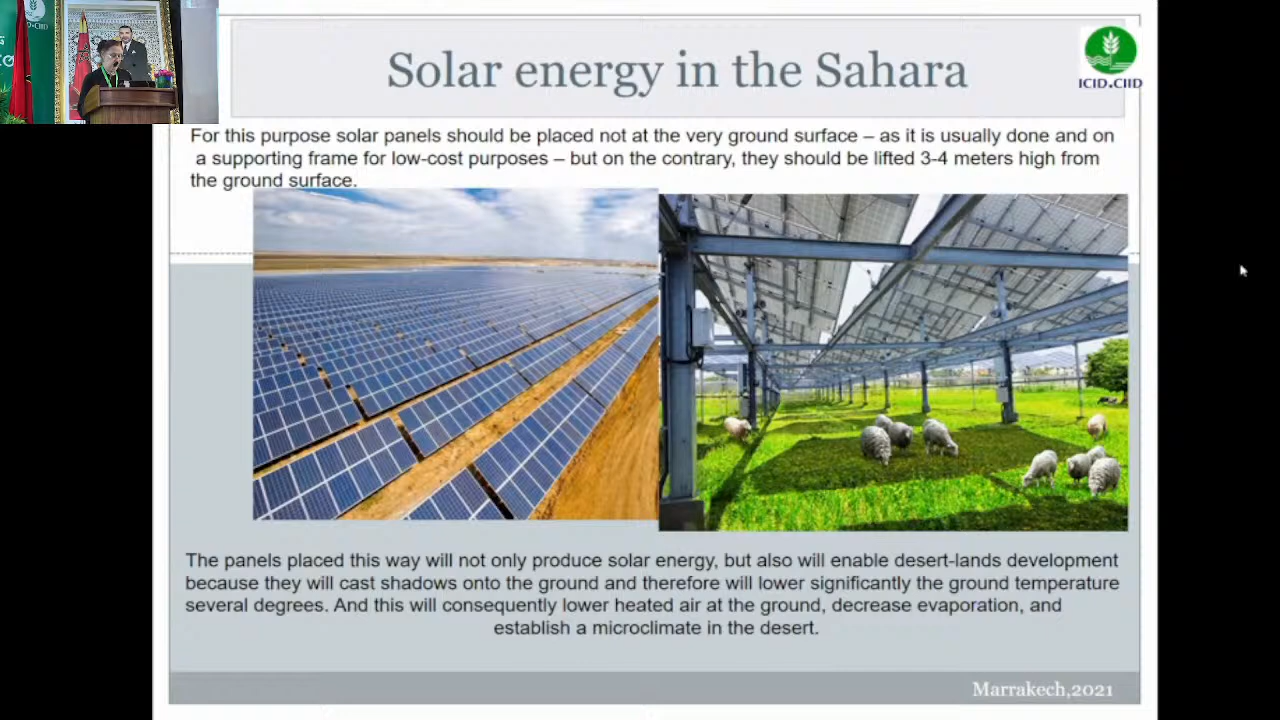 Solar energy in the Sahara
ICID.CIID
For this purpose solar panels should be placed not at the very ground surface – as it is usually done and on
a supporting frame for low-cost purposes – but on the contrary, they should be lifted 3-4 meters high from
the ground surface.
The panels placed this way will not only produce solar energy, but also will enable desert-lands development
because they will cast shadows onto the ground and therefore will lower significantly the ground temperature
several degrees. And this will consequently lower heated air at the ground, decrease evaporation, and
establish a microclimate in the desert.
Marrakech,2021